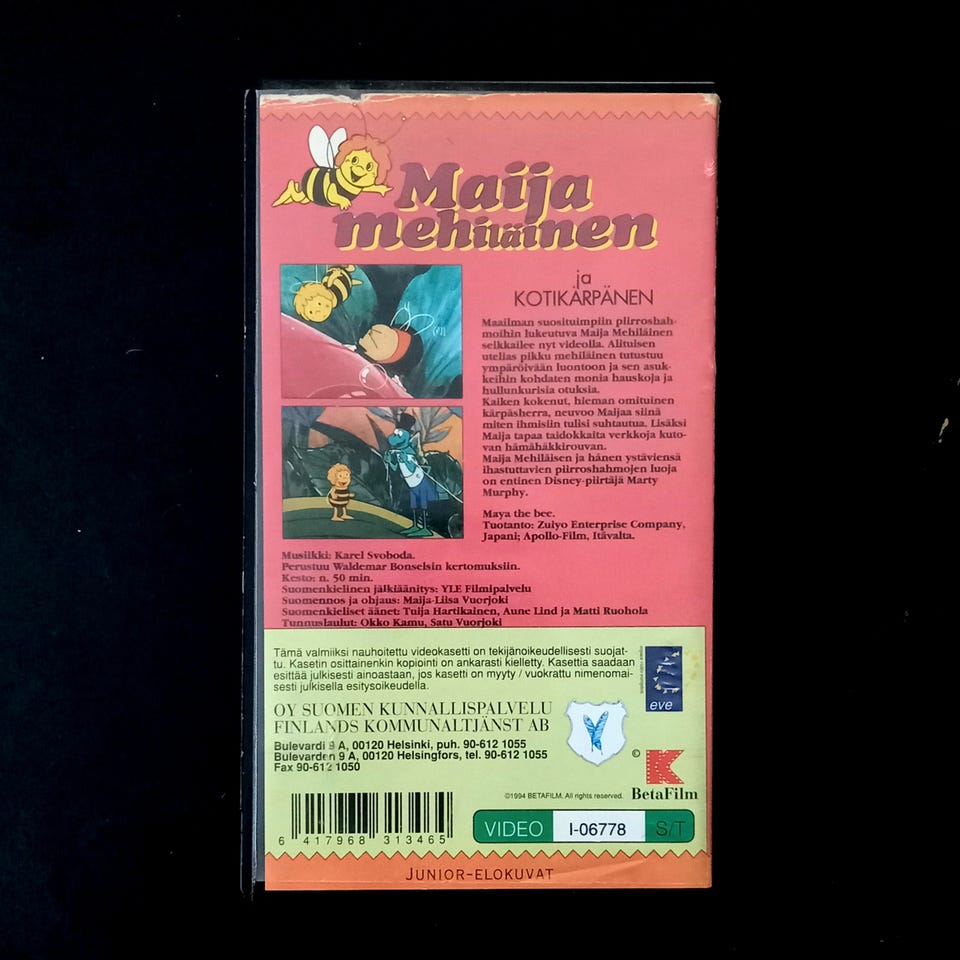 Maija
mehiläinen
ja
KOTIKÄRPÄNEN
Maailman suosituimpiin piirroshah-
moihin lukeutuva Maija Mehiläinen
seikkailee nyt videolla. Alituisen
utelias pikku mehiläinen tutustuu
ympäröivään luontoon ja sen asuk-
keihin kohdaten monia hauskoja ja
hullunkurisia otuksia.
Kaiken kokenut, hieman omituinen
kärpäsherra, neuvoo Maijaa siinä
miten ihmisiin tulisi suhtautua. Lisäksi
Maija tapaa taidokkaita verkkoja kuto-
van hämähäkkirouvan.
Maija Mehiläisen ja hänen ystäviensä
ihastuttavien piirroshahmojen luoja
on entinen Disney-piirtäjä Marty
Murphy.
Maya the bee.
Tuotanto: Zuiyo Enterprise Company,
Japani; Apollo-Film, Itävalta.
Musiikki: Karel Svoboda.
Perustuu Waldemar Bonselsin kertomuksiin.
Kesto: n. 50 min.
Suomenkielinen jälkiäänitys: YLE Filmipalvelu
Suomennos ja ohjaus: Maija-Liisa Vuorjoki
Suomenkieliset äänet: Tuija Hartikainen, Aune Lind ja Matti Ruohola
Tunnuslaulut: Okko Kamu, Satu Vuorjoki
Tämä valmiiksi nauhoitettu videokasetti on tekijänoikeudellisesti suojat-
tu. Kasetin osittainenkin kopiointi on ankarasti kielletty. Kasettia saadaan
esittää julkisesti ainoastaan, jos kasetti on myyty / vuokrattu nimenomai-
sesti julkisella esitysoikeudella.
eve
OY SUOMEN KUNNALLISPALVELU
FINLANDS KOMMUNALTJÄNST AB
Bulevardi 9 A, 00120 Helsinki, puh. 90-612 1055
Bulevarden 9 A, 00120 Helsingfors, tel. 90-612 1055
Fax 90-612 1050
©
BetaFilm
©1994 BETAFILM. All rights reserved.
6 417968 313465
VIDEO I-06778 S/T
JUNIOR-ELOKUVAT